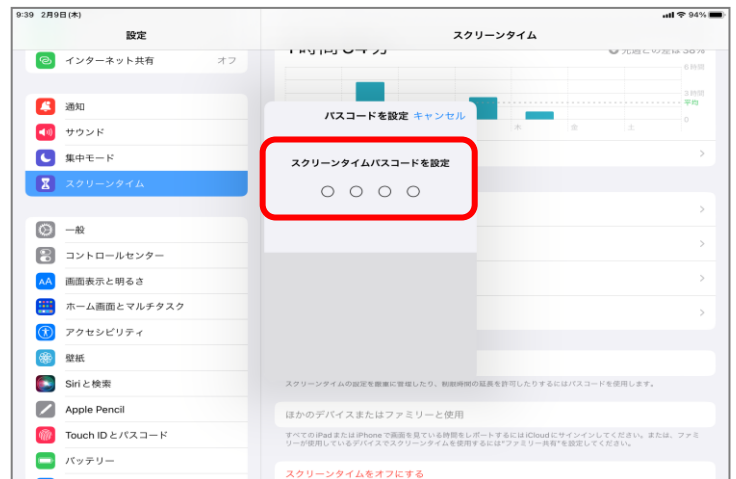 9:39 2月9日(木)
94%
設定
スクリーンタイム
インターネット共有 オフ
6時間
通知
3時間
平均
サウンド
パスコードを設定 キャンセル
0
木 金 土
集中モード
スクリーンタイムパスコードを設定
スクリーンタイム
一般
コントロールセンター
AA 画面表示と明るさ
ホーム画面とマルチタスク
アクセシビリティ
壁紙
Siriと検索
スクリーンタイムの設定を厳重に管理したり、制限時間の延長を許可したりするにはパスコードを使用します。
Apple Pencil
ほかのデバイスまたはファミリーと使用
Touch IDとパスコード
すべてのiPadまたはiPhoneで画面を見ている時間をレポートするにはiCloudにサインインしてください。または、ファミ
リーが使用しているデバイスでスクリーンタイムを使用するには"ファミリー共有"を設定してください。
バッテリー
スクリーンタイムをオフにする